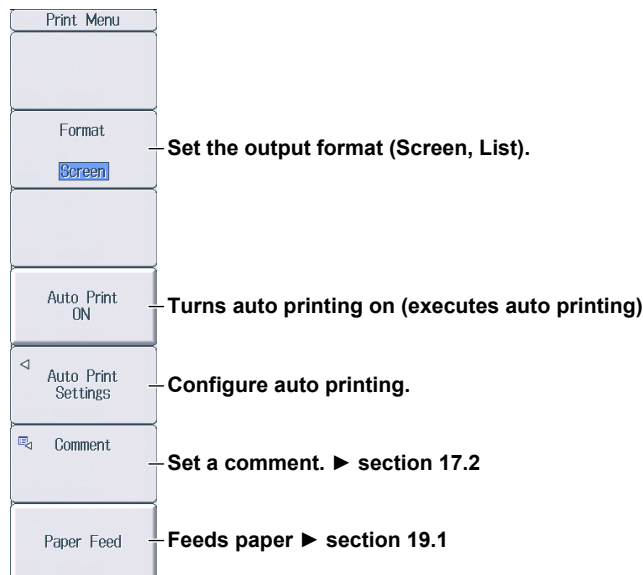 Print Menu
Format
Screen
Set the output format (Screen, List).
Auto Print
ON
Turns auto printing on (executes auto printing)
Auto Print
Settings
Configure auto printing.
Comment
Set a comment. ► section 17.2
Paper Feed
Feeds paper ► section 19.1